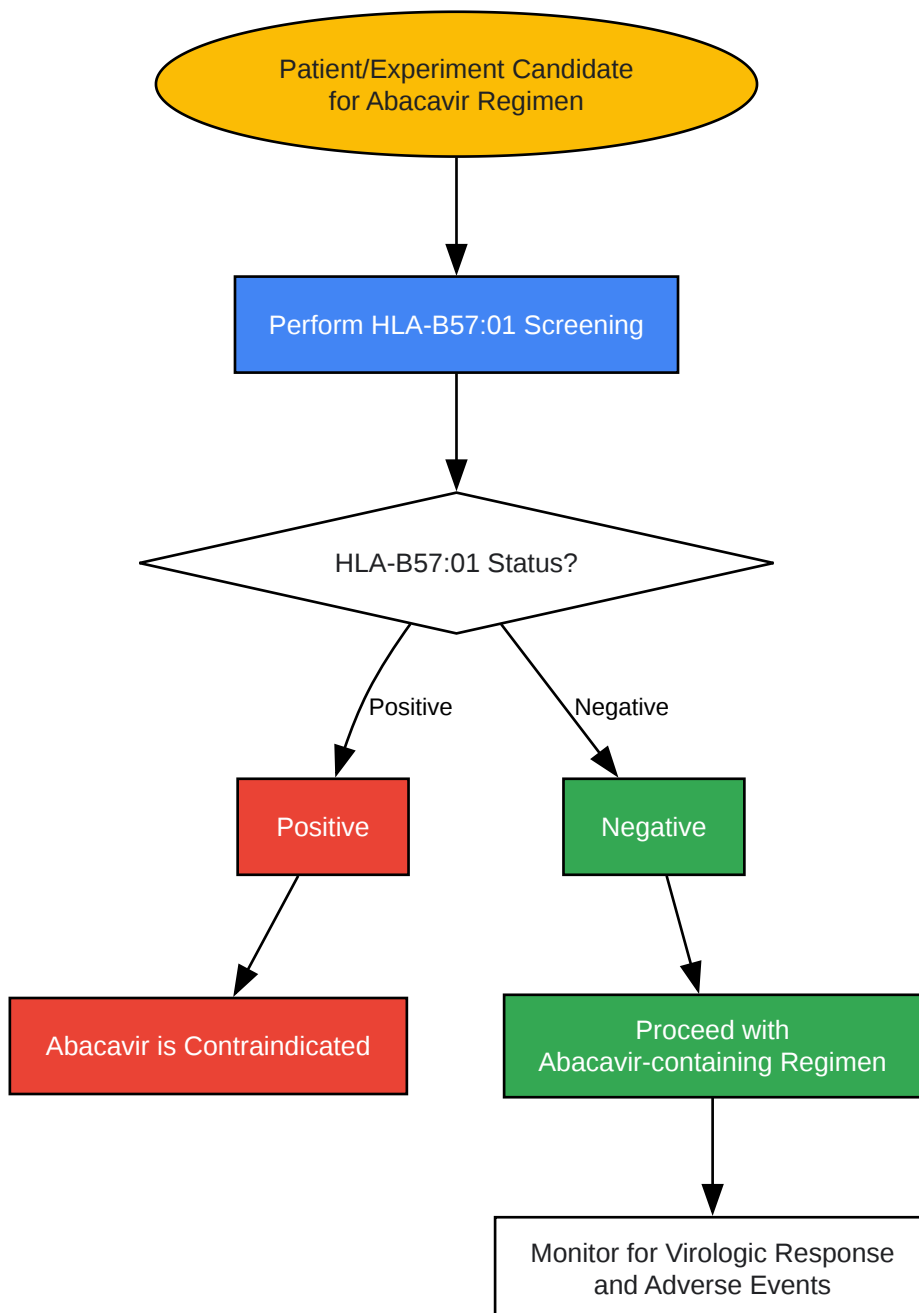 Patient/Experiment Candidate
for Abacavir Regimen
Perform HLA-B57:01 Screening
HLA-B57:01 Status?
Positive
Negative
Positive
Negative
Abacavir is Contraindicated
Proceed with
Abacavir-containing Regimen
Monitor for Virologic Response
and Adverse Events